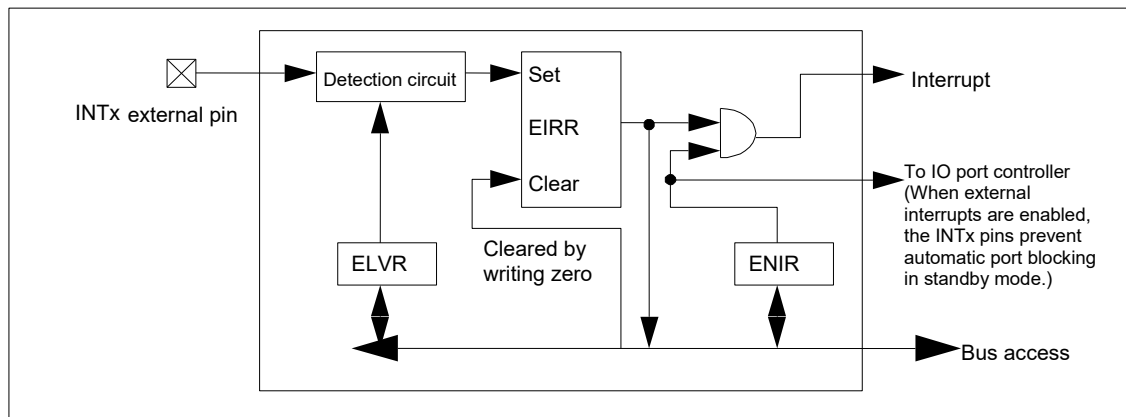 Detection circuit
Set
EIRR
Clear
Interrupt
INTx external pin
To IO port controller
(When external
interrupts are enabled,
the INTx pins prevent
automatic port blocking
in standby mode.)
ELVR
Cleared by
writing zero
ENIR
Bus access